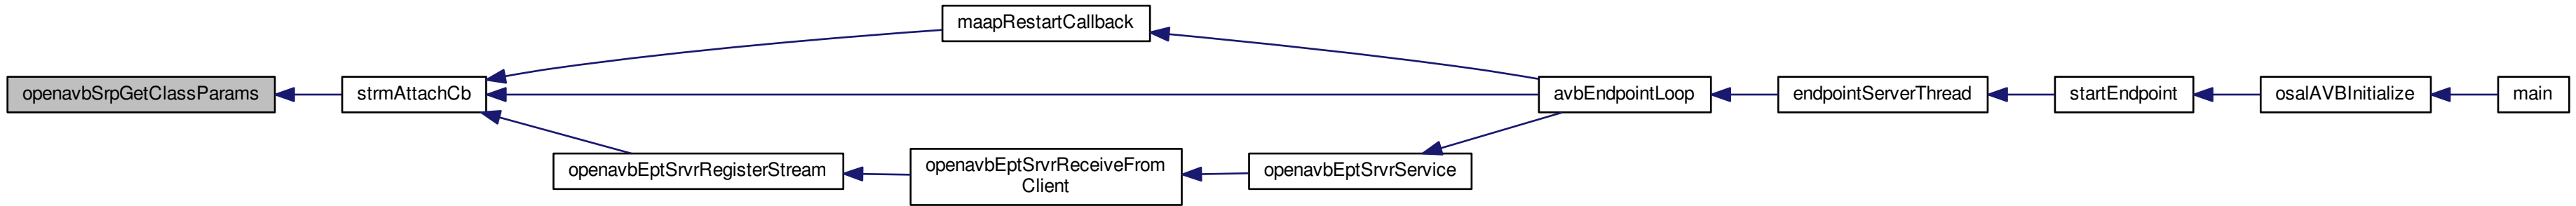 maapRestartCallback
openavbSrpGetClassParams
strmAttachCb
avbEndpointLoop
endpointServerThread
startEndpoint
osalAVBInitialize
main
openavbEptSrvrRegisterStream
openavbEptSrvrReceiveFrom
Client
openavbEptSrvrService